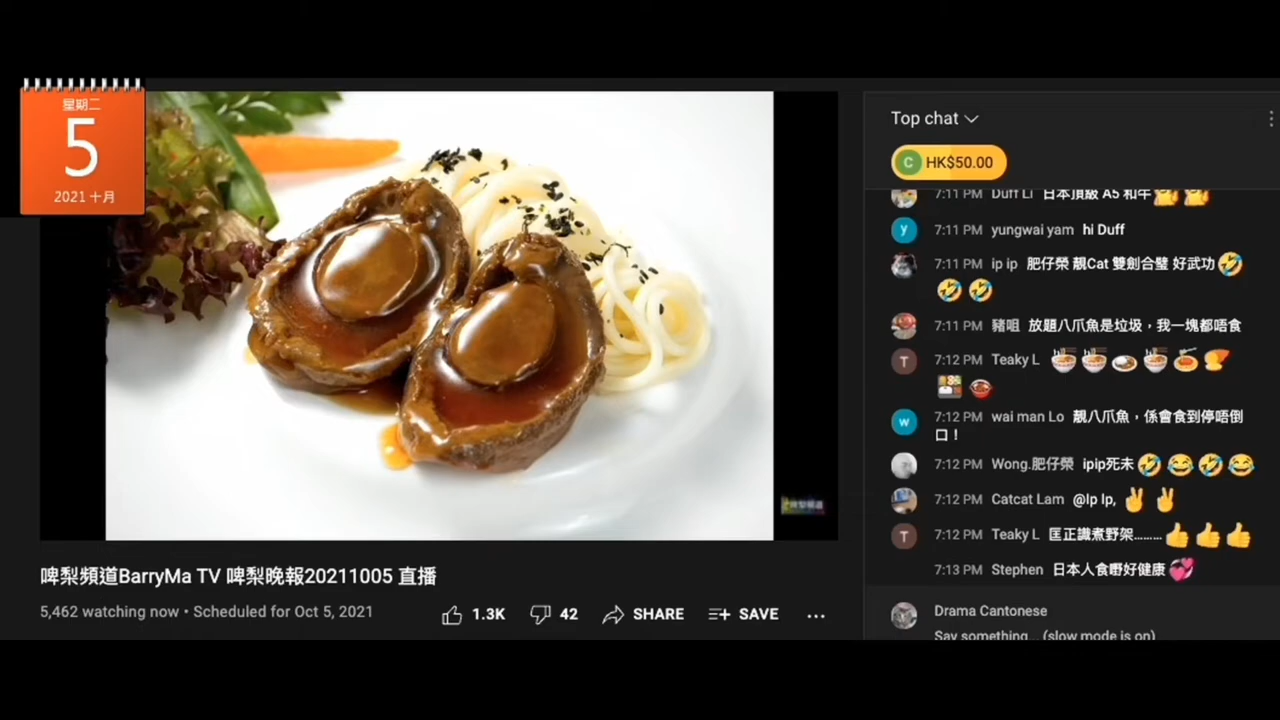 星期二
5
2021 十月
Top chat
C HK$50.00
7:11 PM Duff Li 日本頂級 A5 和牛
y 7:11 PM yungwai yam hi Duff
7:11 PM ip ip 肥仔榮 靚Cat 雙劍合璧 好武功🤣
🤣🤣
7:11 PM 豬咀 放題八爪魚是垃圾，我一塊都唔食
T 7:12 PM Teaky L
w 7:12 PM wai man Lo 靚八爪魚，係會食到停唔倒
口！
7:12 PM Wong.肥仔榮 ipip死未🤣😂🤣😂
7:12 PM Catcat Lam @Ip Ip, ✌✌
T 7:12 PM Teaky L 匡正識煮野架.........👍👍👍
7:13 PM Stephen 日本人食嘢好健康💞
Drama Cantonese
Say something... (slow mode is on)
啤梨頻道
啤梨頻道BarryMa TV 啤梨晚報20211005 直播
5,462 watching now • Scheduled for Oct 5, 2021
1.3K 42 SHARE SAVE ...